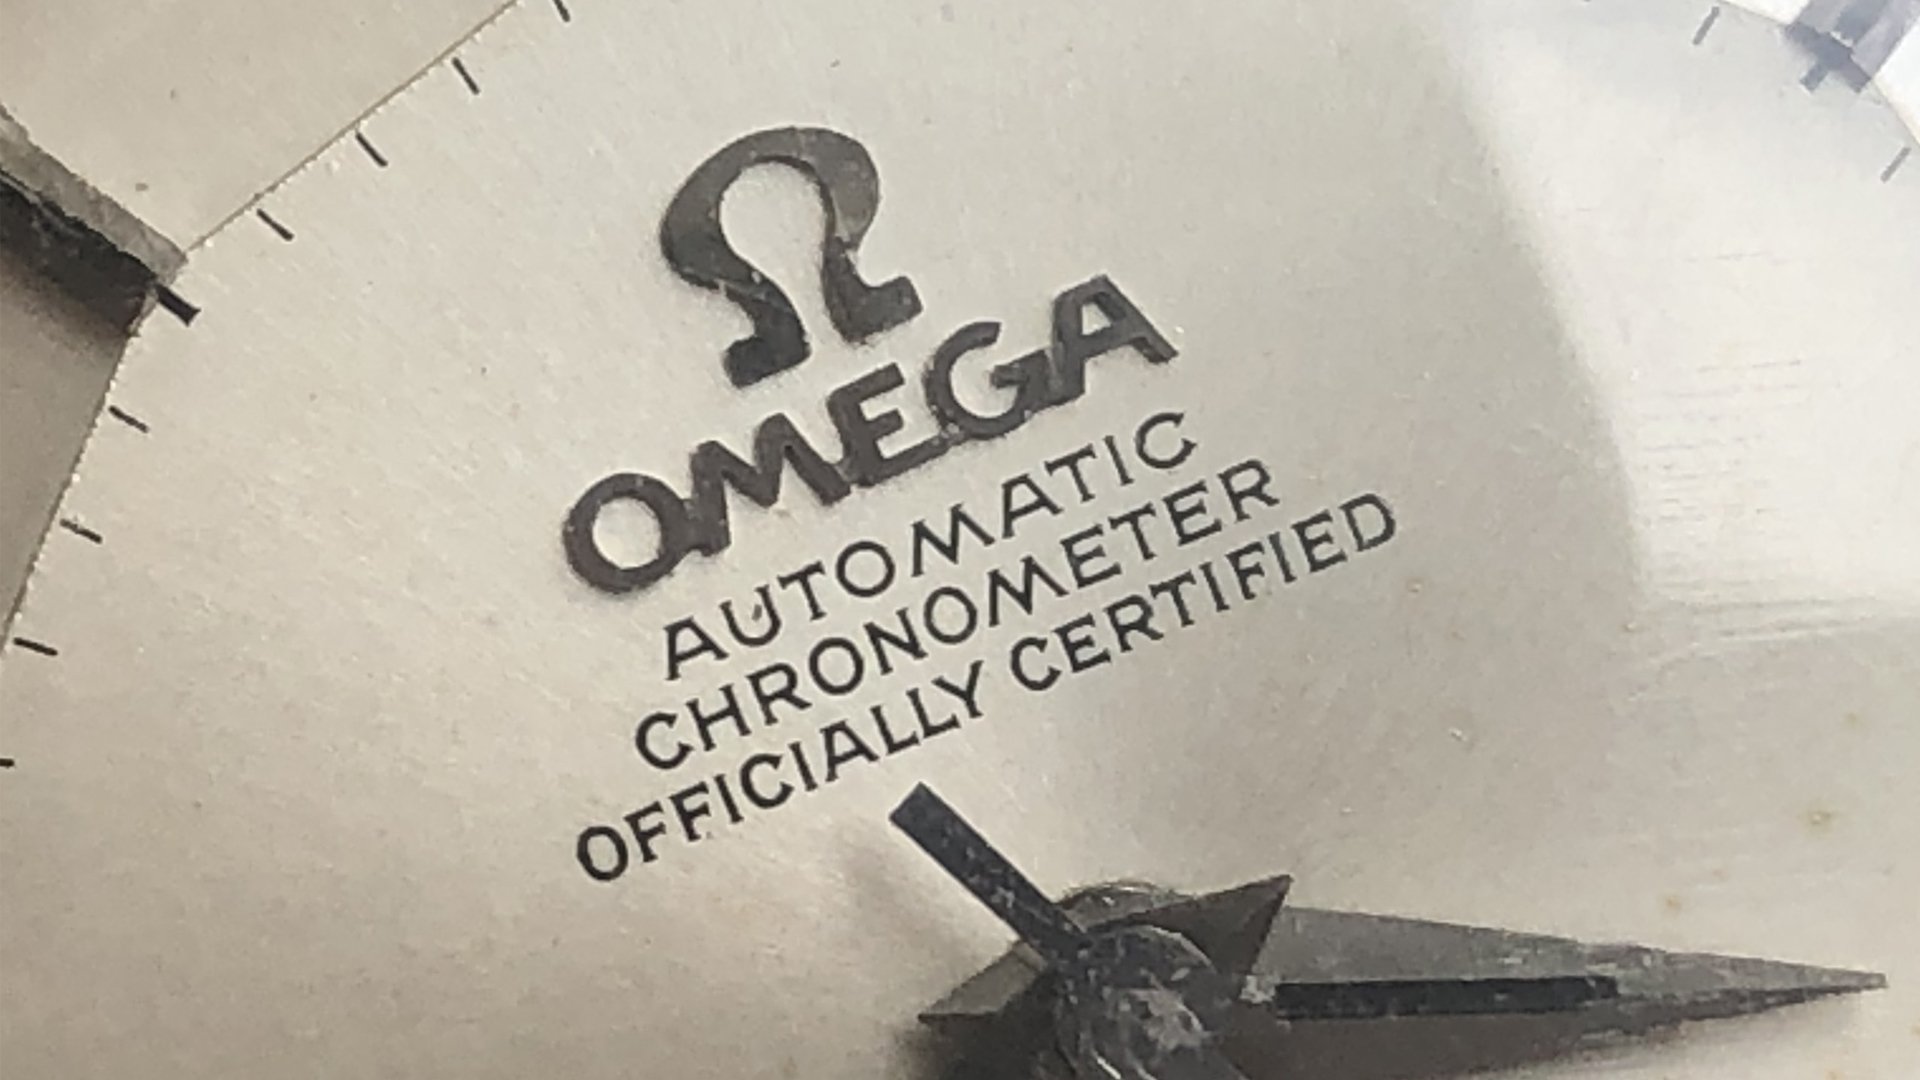 Ω
OMEGA
AUTOMATIC
CHRONOMETER
OFFICIALLY CERTIFIED